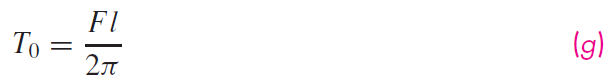 T₀ = Fl / 2π (g)